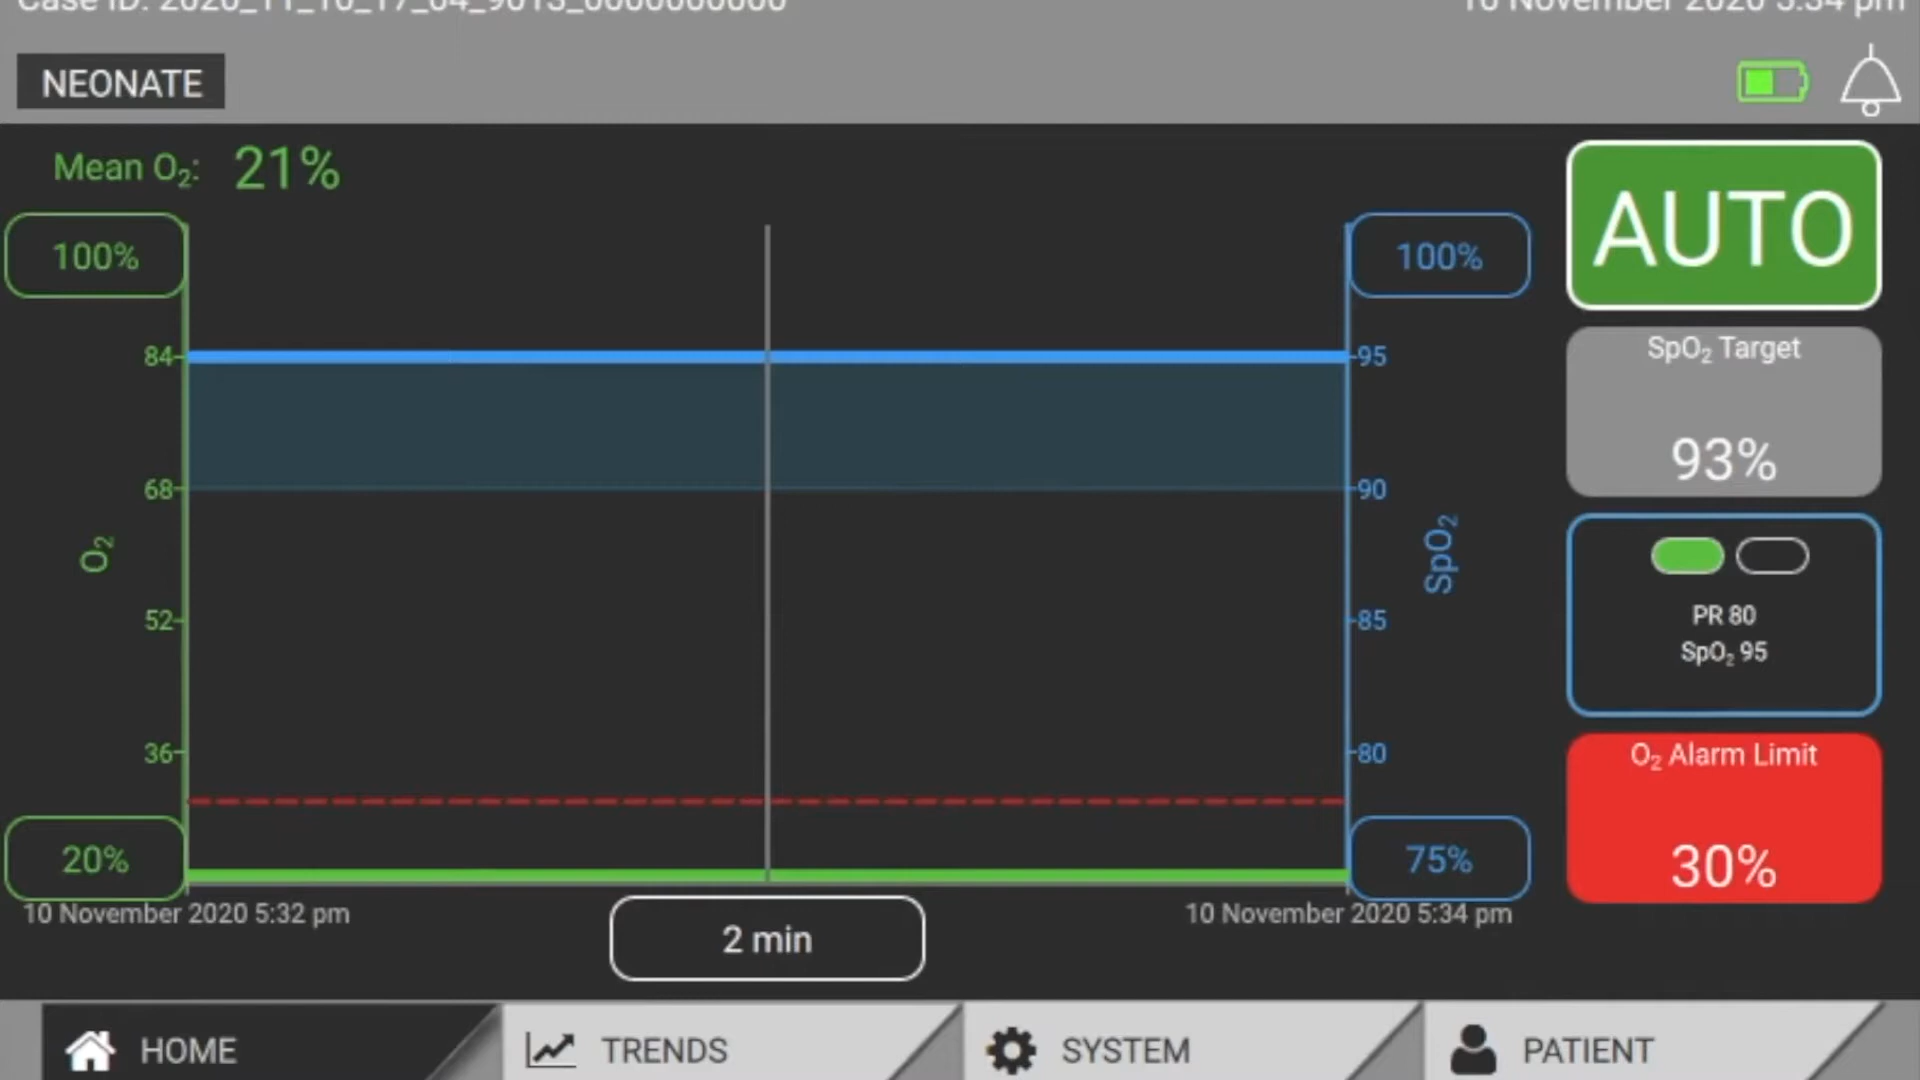 NEONATE
Mean O₂: 21%
100%
84
68
52
36
20%
O₂
100%
95
90
85
80
75%
SpO₂
AUTO
SpO₂ Target
93%
PR 80
SpO₂ 95
O₂ Alarm Limit
30%
10 November 2020 5:32 pm
10 November 2020 5:34 pm
2 min
HOME
TRENDS
SYSTEM
PATIENT